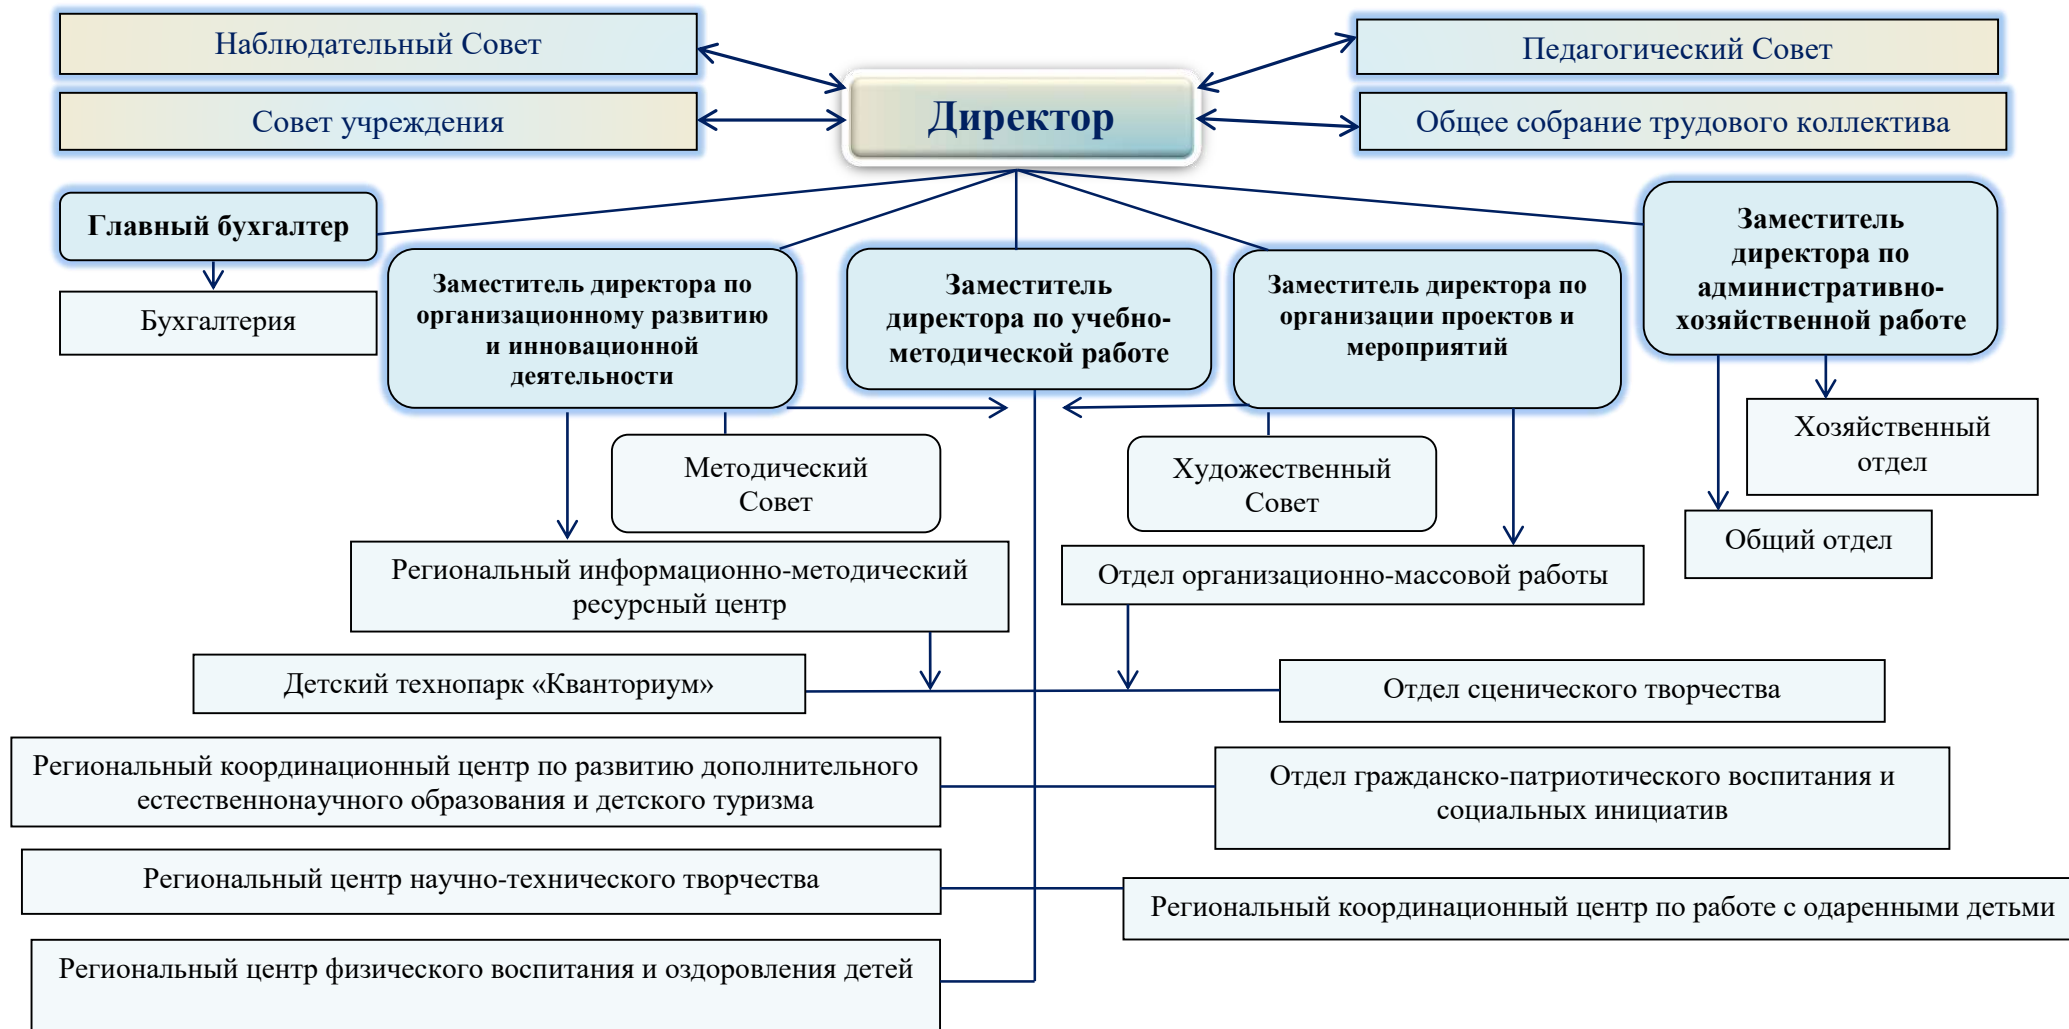 Наблюдательный Совет
Педагогический Совет
Директор
Совет учреждения
Общее собрание трудового коллектива
Главный бухгалтер
Бухгалтерия
Заместитель директора по
организационному развитию
и инновационной
деятельности
Заместитель
директора по учебно-
методической работе
Заместитель директора по
организации проектов и
мероприятий
Заместитель
директора по
административно-
хозяйственной работе
Хозяйственный
отдел
Методический
Совет
Художественный
Совет
Общий отдел
Региональный информационно-методический
ресурсный центр
Отдел организационно-массовой работы
Детский технопарк «Кванториум»
Отдел сценического творчества
Региональный координационный центр по развитию дополнительного
естественнонаучного образования и детского туризма
Отдел гражданско-патриотического воспитания и
социальных инициатив
Региональный центр научно-технического творчества
Региональный координационный центр по работе с одаренными детьми
Региональный центр физического воспитания и оздоровления детей